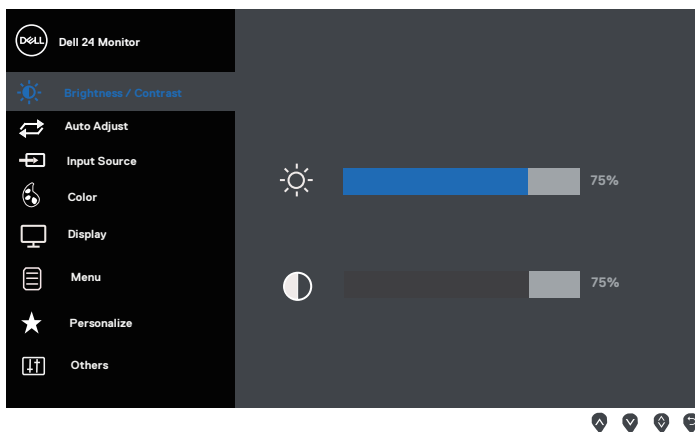 DELL
Dell 24 Monitor
Brightness / Contrast
Auto Adjust
Input Source
Color
Display
Menu
Personalize
Others
75%
75%